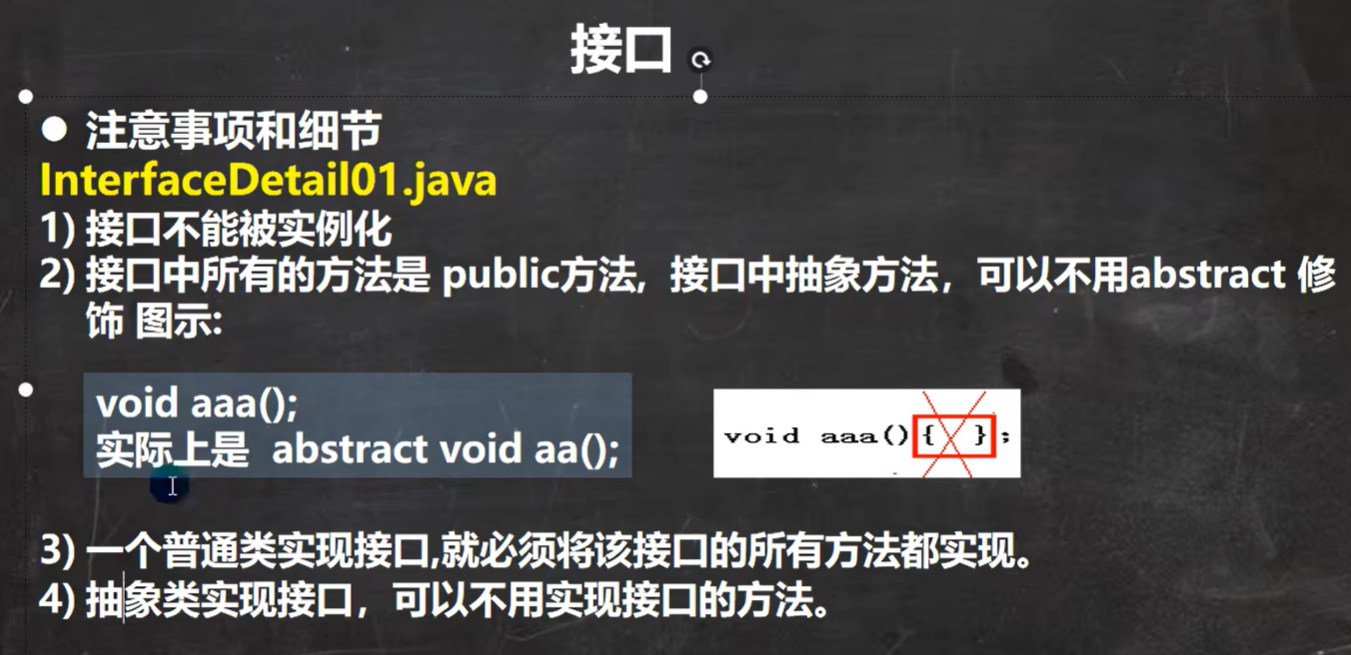 接口
● 注意事项和细节
InterfaceDetail01.java
1) 接口不能被实例化
2) 接口中所有的方法是 public方法, 接口中抽象方法，可以不用abstract 修
饰 图示:
void aaa();
实际上是 abstract void aa();
void aaa(){ };
3) 一个普通类实现接口,就必须将该接口的所有方法都实现。
4) 抽象类实现接口，可以不用实现接口的方法。